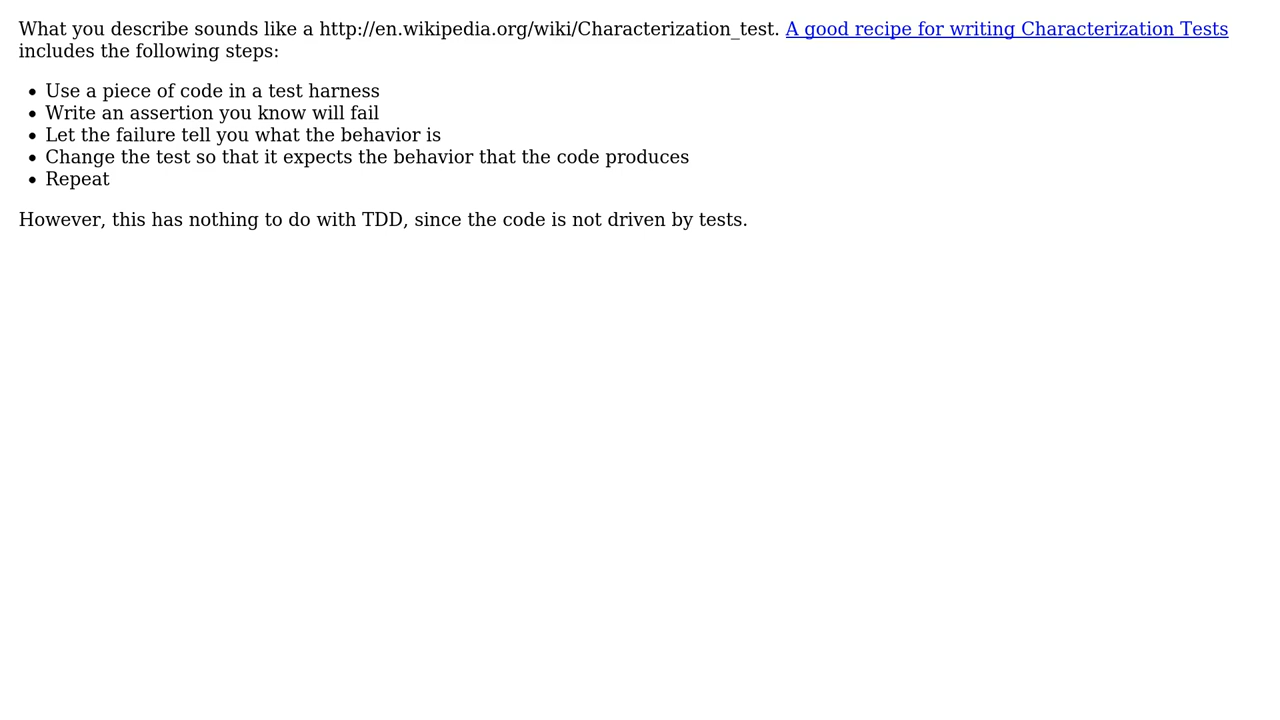 What you describe sounds like a http://en.wikipedia.org/wiki/Characterization_test. A good recipe for writing Characterization Tests
includes the following steps:
• Use a piece of code in a test harness
• Write an assertion you know will fail
• Let the failure tell you what the behavior is
• Change the test so that it expects the behavior that the code produces
• Repeat
However, this has nothing to do with TDD, since the code is not driven by tests.